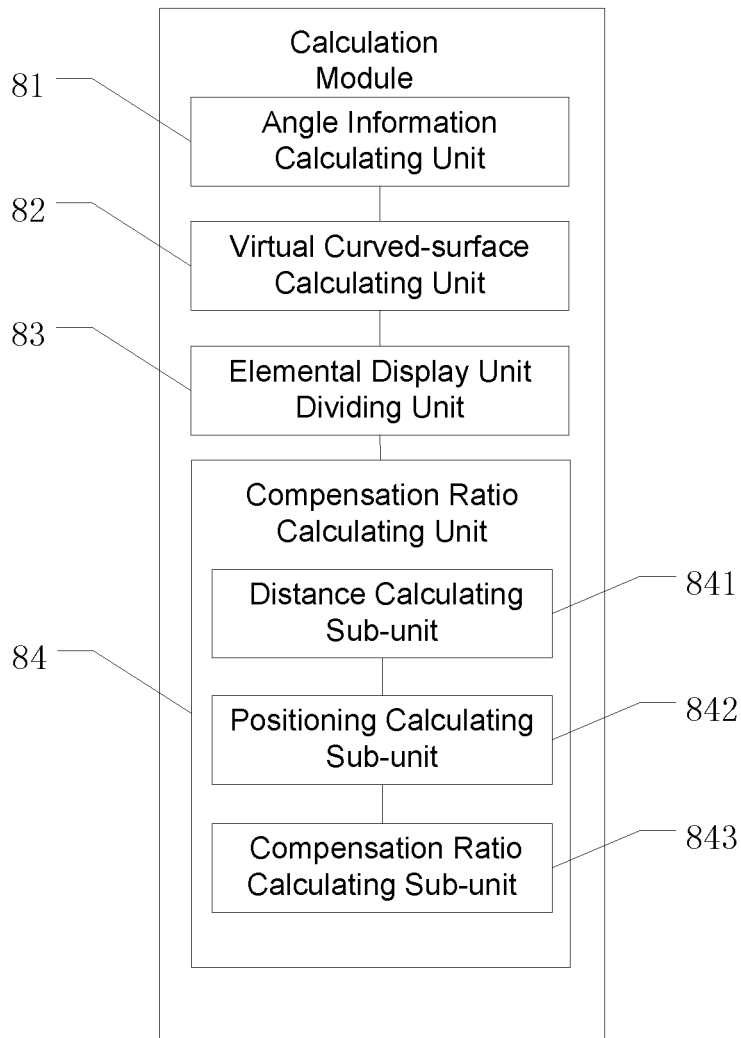 Calculation
Module
81
Angle Information
Calculating Unit
82
Virtual Curved-surface
Calculating Unit
83
Elemental Display Unit
Dividing Unit
Compensation Ratio
Calculating Unit
841
Distance Calculating
Sub-unit
84
842
Positioning Calculating
Sub-unit
843
Compensation Ratio
Calculating Sub-unit